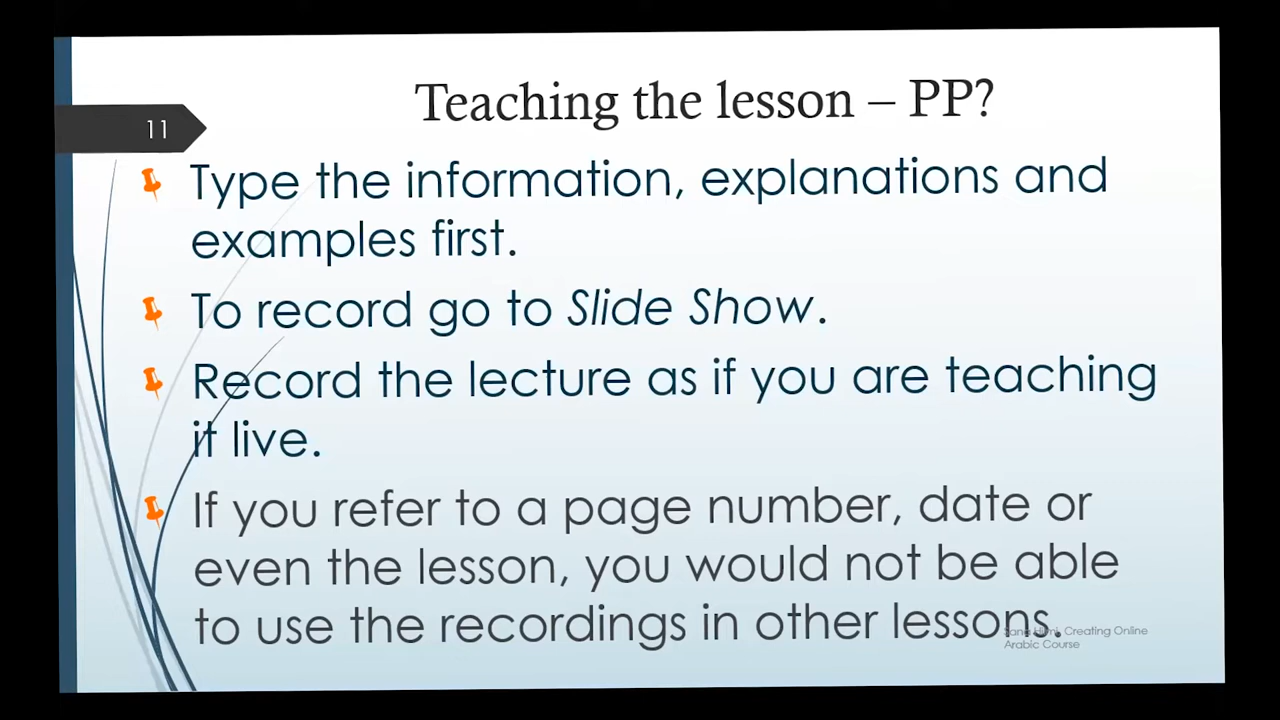 Teaching the lesson – PP?
11
Type the information, explanations and
examples first.
To record go to Slide Show.
Record the lecture as if you are teaching
it live.
If you refer to a page number, date or
even the lesson, you would not be able
to use the recordings in other lessons.
Creating Online
Arabic Course